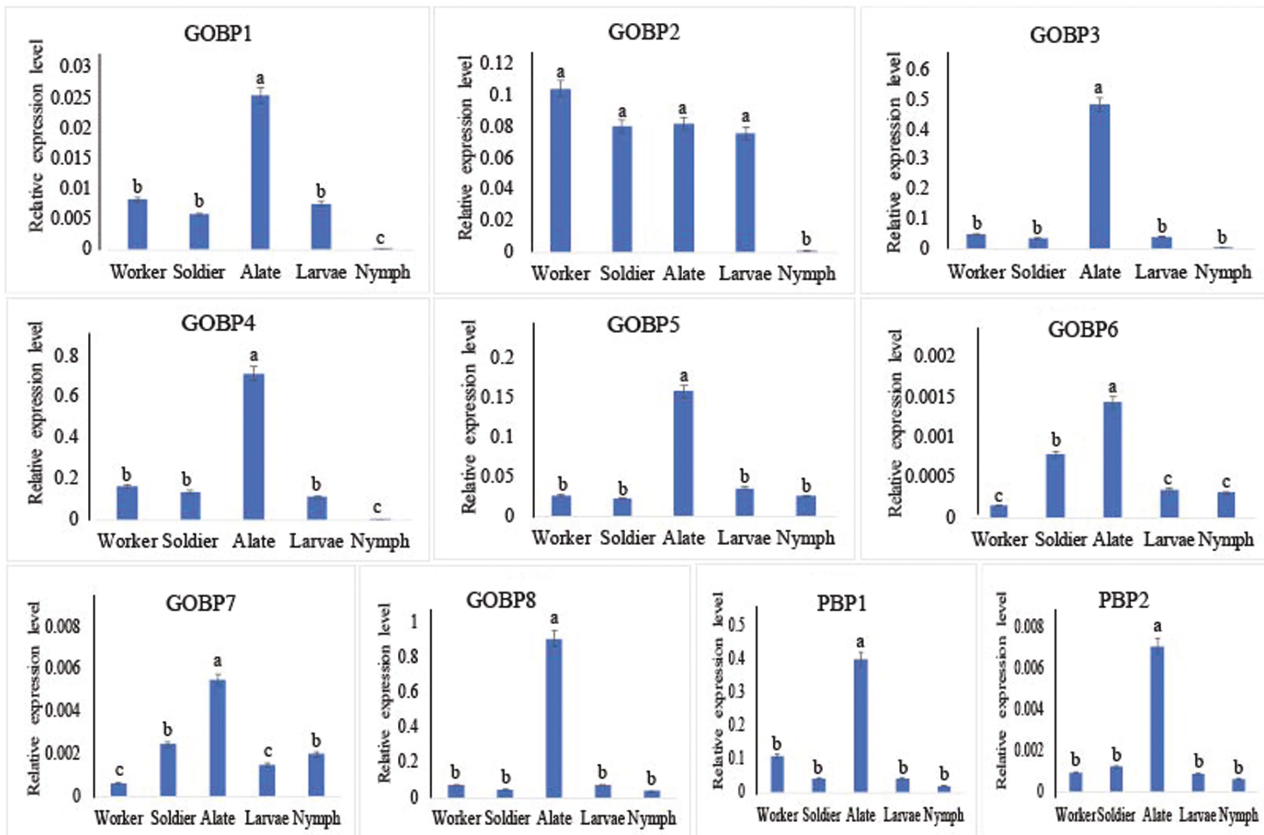 GOBP1
Relative expression level
0.03
0.025
0.02
0.015
0.01
0.005
0
b
b
a
b
c
Worker Soldier Alate Larvae Nymph
GOBP2
Relative expression level
0.12
0.1
0.08
0.06
0.04
0.02
0
a
a
a
a
b
Worker Soldier Alate Larvae Nymph
GOBP3
Relative expression level
0.6
0.5
0.4
0.3
0.2
0.1
0
b
b
a
b
b
Worker Soldier Alate Larvae Nymph
GOBP4
Relative expression level
0.8
0.6
0.4
0.2
0
b
b
a
b
c
Worker Soldier Alate Larvae Nymph
GOBP5
Relative expression level
0.2
0.15
0.1
0.05
0
b
b
a
b
b
Worker Soldier Alate Larvae Nymph
GOBP6
Relative expression level
0.002
0.0015
0.001
0.0005
0
c
b
a
c
c
Worker Soldier Alate Larvae Nymph
GOBP7
Relative expression level
0.008
0.006
0.004
0.002
0
c
b
a
c
b
Worker Soldier Alate Larvae Nymph
GOBP8
Relative expression level
1
0.8
0.6
0.4
0.2
0
b
b
a
b
b
Worker Soldier Alate Larvae Nymph
PBP1
Relative expression level
0.5
0.4
0.3
0.2
0.1
0
b
b
a
b
b
Worker Soldier Alate Larvae Nymph
PBP2
Relative expression level
0.008
0.006
0.004
0.002
0
b
b
a
b
b
Worker Soldier Alate Larvae Nymph